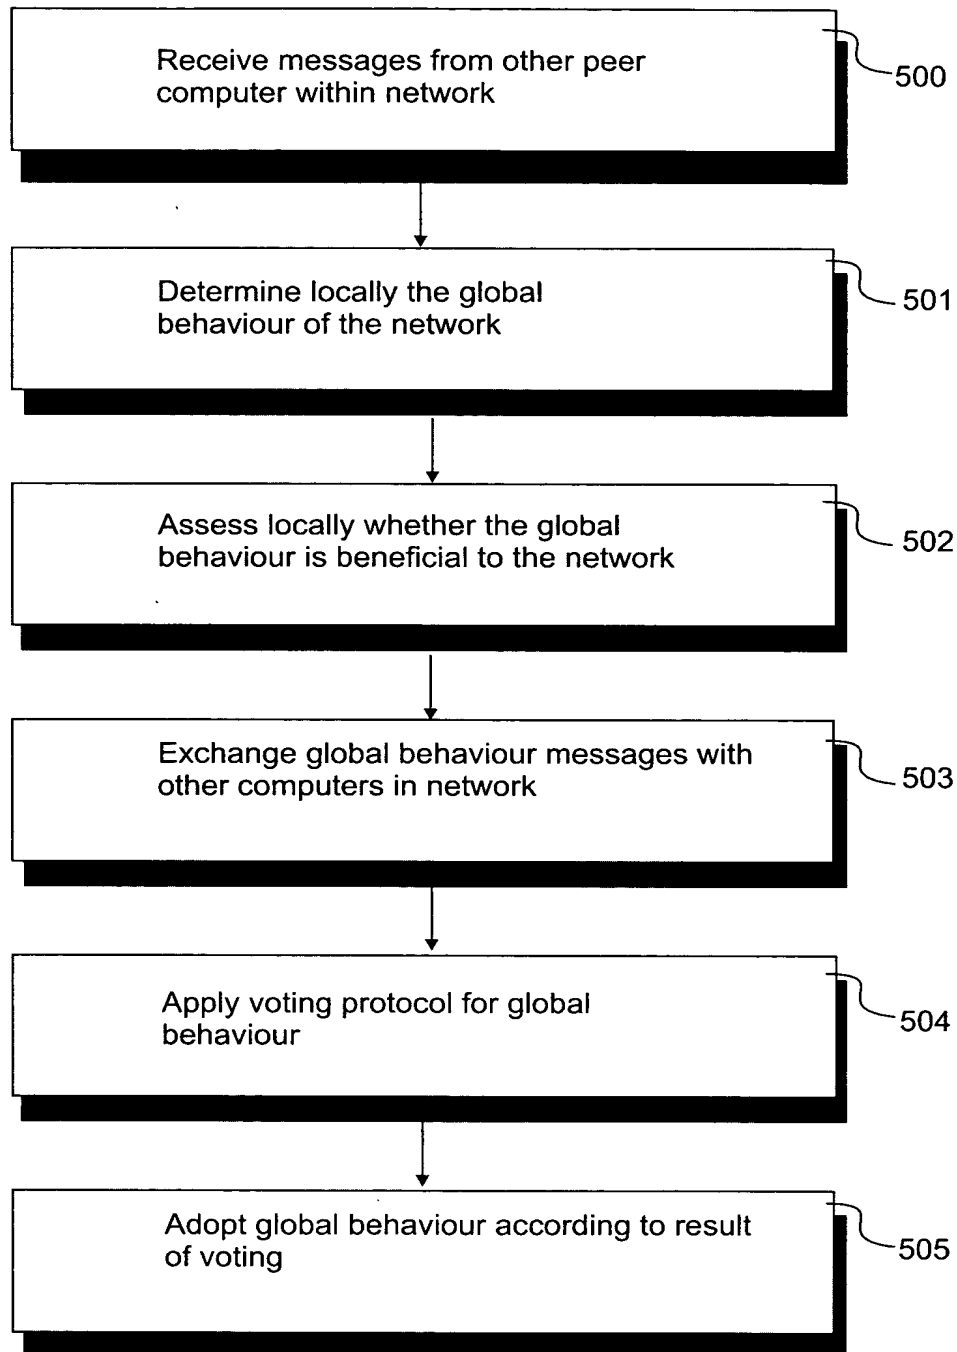 Receive messages from other peer
computer within network
500
Determine locally the global
behaviour of the network
501
Assess locally whether the global
behaviour is beneficial to the network
502
Exchange global behaviour messages with
other computers in network
503
Apply voting protocol for global
behaviour
504
Adopt global behaviour according to result
of voting
505